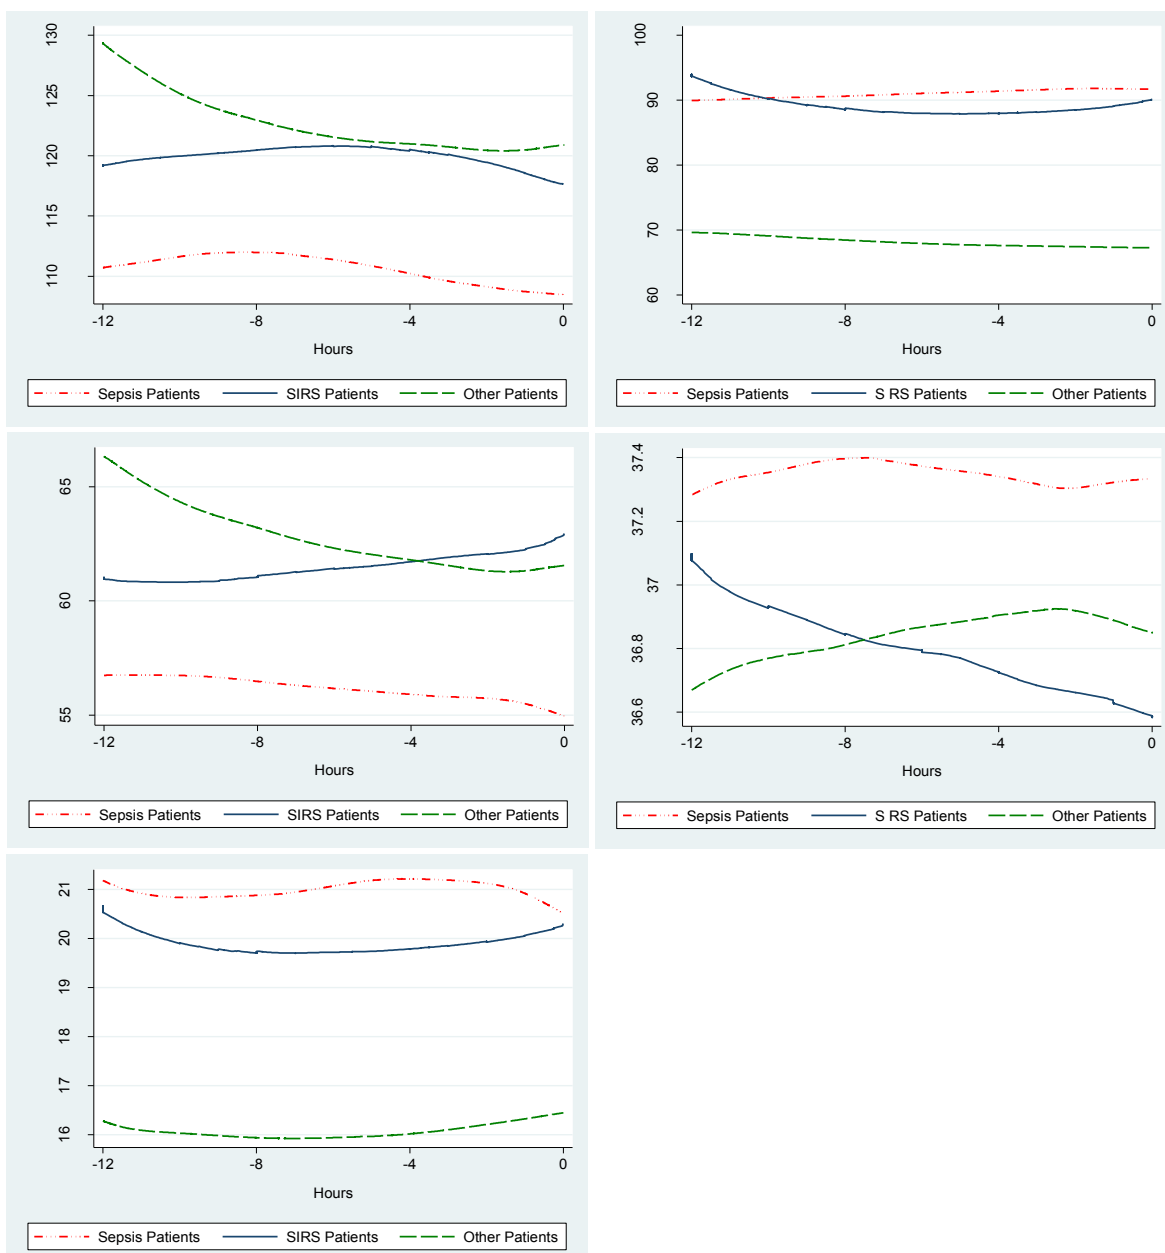 130
125
120
115
110
-12 -8 -4 0
Hours
Sepsis Patients SIRS Patients Other Patients
100
90
80
70
60
-12 -8 -4 0
Hours
Sepsis Patients S RS Patients Other Patients
65
60
55
-12 -8 -4 0
Hours
Sepsis Patients SIRS Patients Other Patients
37.4
37.2
37
36.8
36.6
-12 -8 -4 0
Hours
Sepsis Patients S RS Patients Other Patients
21
20
19
18
17
16
-12 -8 -4 0
Hours
Sepsis Patients SIRS Patients Other Patients